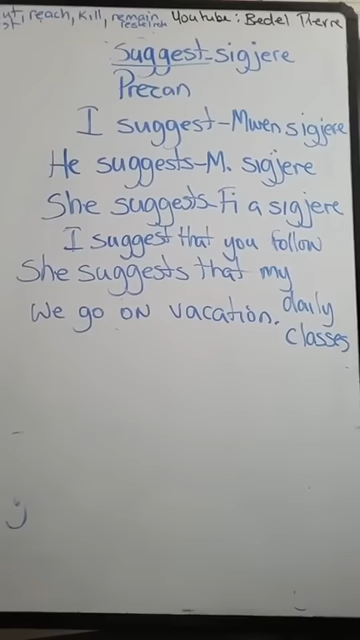 reach, kill, remain, Youtube: Bedel Pierre
research
Suggest-sigjere
Prezan
I suggest-Mwen sigjere
He suggests-M. sigjere
She suggests-Fi a sigjere
I suggest that you follow
She suggests that my
We go on vacation. daily
classes